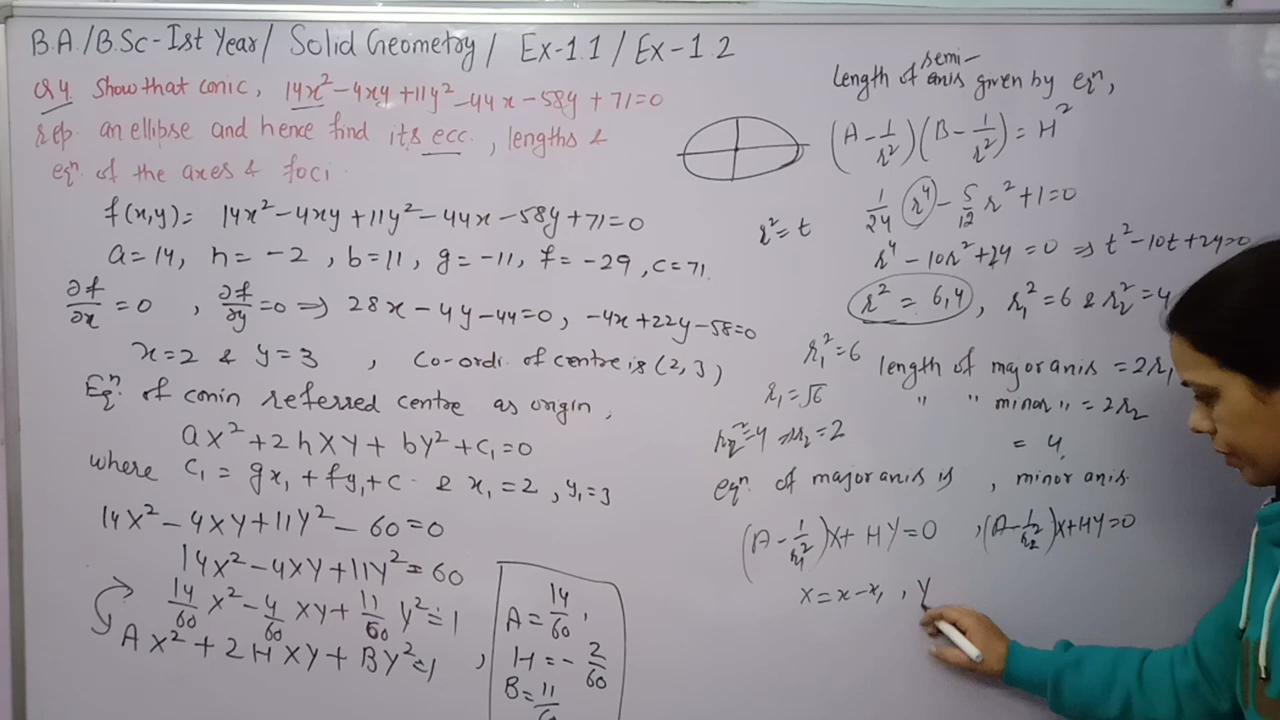 B.A./B.Sc-Ist Year/ Solid Geometry/ Ex-1.1 / Ex-1.2
Q4. Show that conic, 14x²-4xy+11y²-44x-58y+71=0
rep. an ellipse and hence find its ecc., lengths &
eqn. of the axes & foci.
f(x,y)= 14x²-4xy+11y²-44x-58y+71=0
a=14, h=-2, b=11, g=-11, f=-29, c=71.
∂f/∂x=0, ∂f/∂y=0 ⇒ 28x-4y-44=0, -4x+22y-58=0
x=2 & y=3, Co-ordi. of centre is (2,3)
Eqn. of conin referred centre as origin,
aX²+2hXY+bY²+c₁=0
where c₁=gx₁+fy₁+c. & x₁=2, y₁=3
14X²-4XY+11Y²-60=0
14X²-4XY+11Y²=60
14/60 X²-4/60 XY+11/60 Y²=1
AX²+2HXY+BY²=1,
A=14/60,
H=-2/60
B=11/6
Length of semi-axis given by eqn,
(A-1/r²)(B-1/r²)=H²
r²=t
1/24 r⁴-5/12 r²+1=0
r⁴-10r²+24=0 ⇒ t²-10t+24=0
r²=6,4, r₁²=6 & r₂²=4
r₁²=6 length of major axis=2r₁
r₁=√6 " " minor "=2r₂
r₂²=4 ⇒ r₂=2 =4
eqn. of major axis is, minor axis.
(A-1/r₁²)X+HY=0, (A-1/r₂²)X+HY=0
X=x-x₁, Y